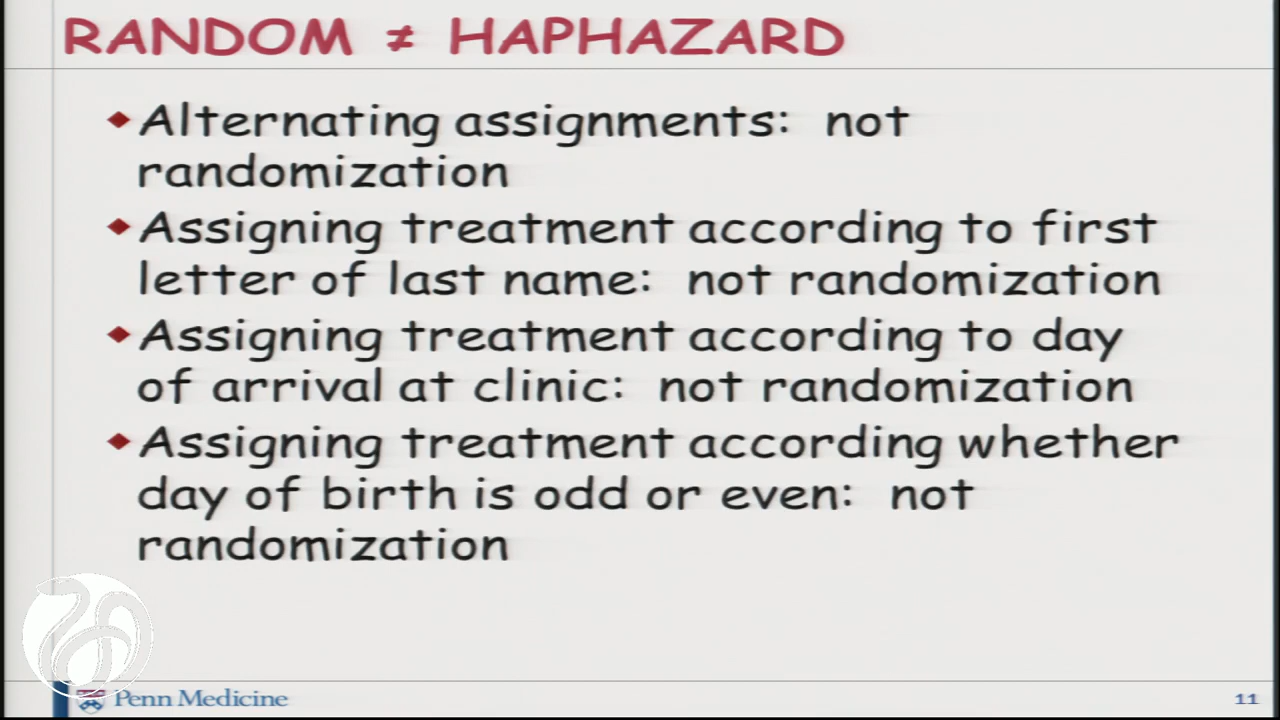 RANDOM ≠ HAPHAZARD
Alternating assignments: not
randomization
Assigning treatment according to first
letter of last name: not randomization
Assigning treatment according to day
of arrival at clinic: not randomization
Assigning treatment according whether
day of birth is odd or even: not
randomization
Penn Medicine
11